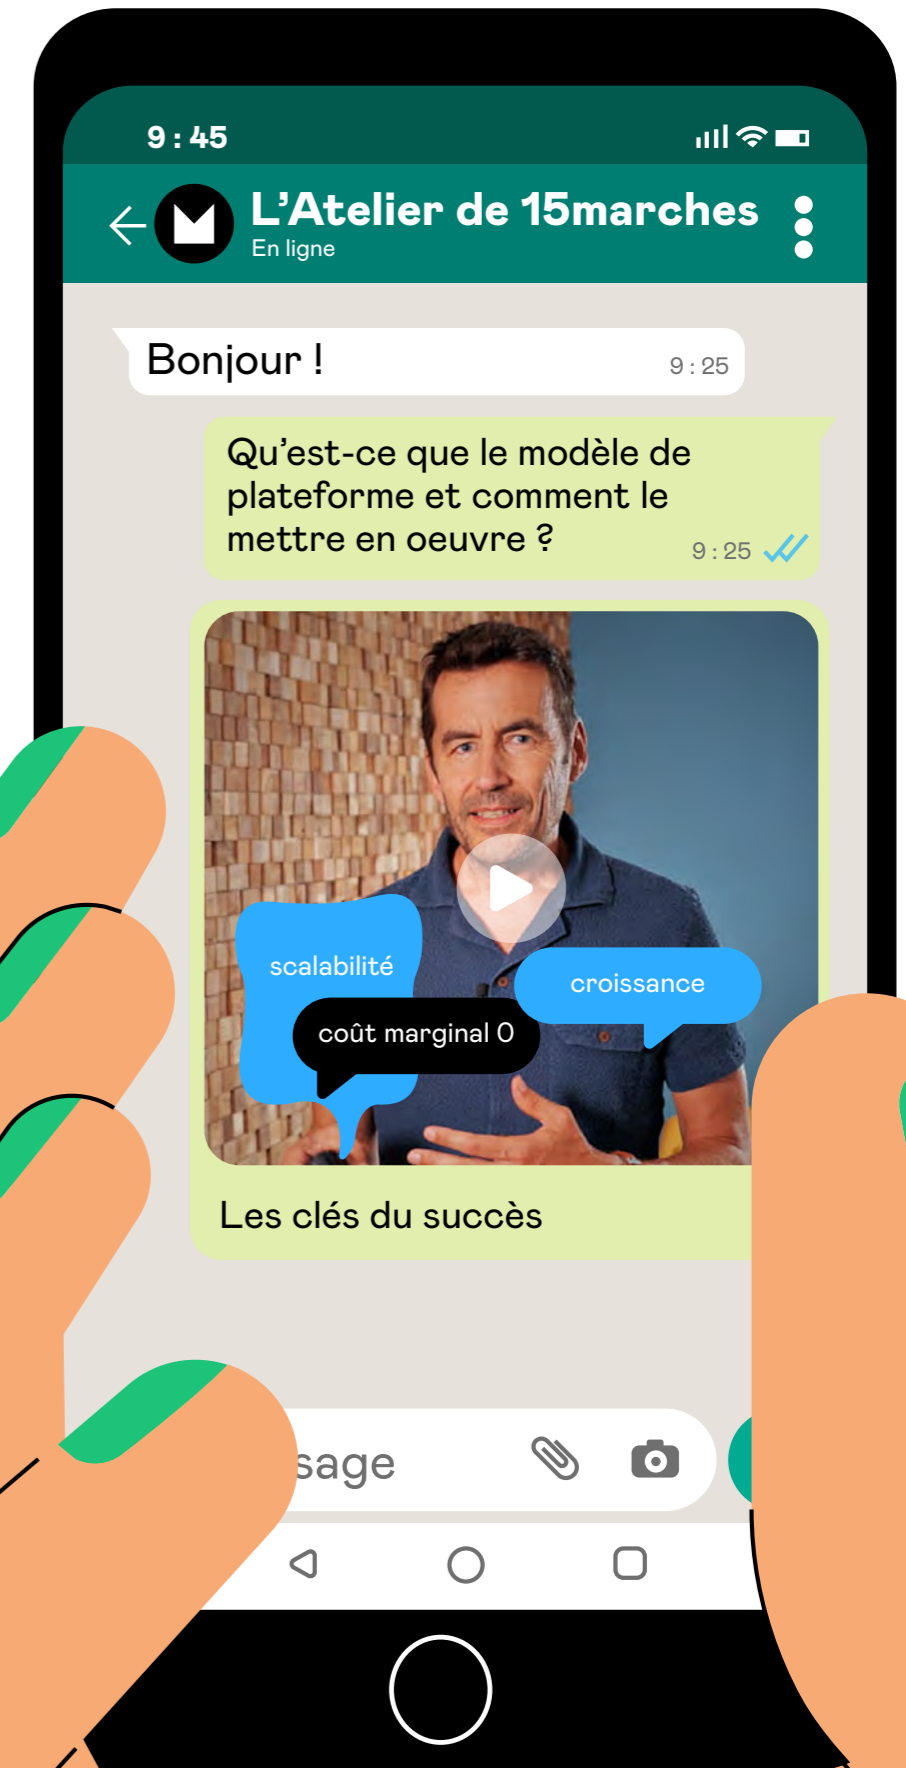 9:45
L’Atelier de 15marches
En ligne
Bonjour !
9:25
Qu’est-ce que le modèle de
plateforme et comment le
mettre en oeuvre ?
9:25
scalabilité
croissance
coût marginal 0
Les clés du succès
sage